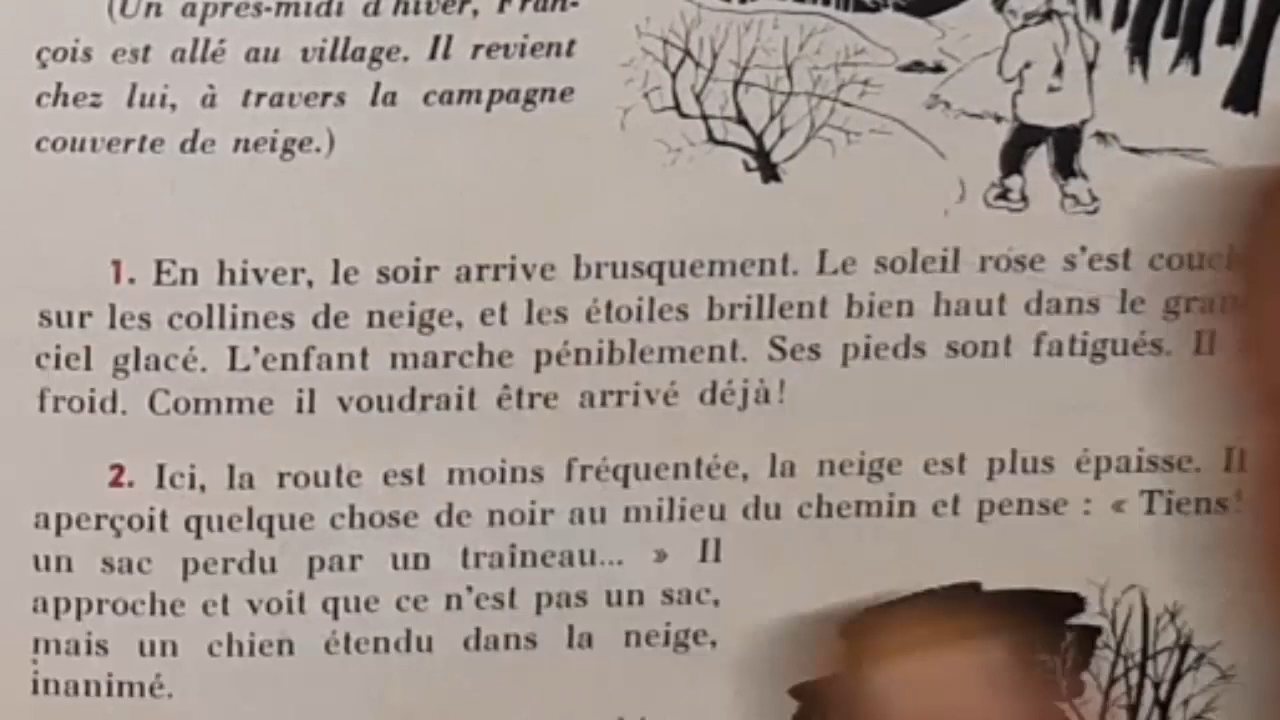 (Un après-midi d'hiver, Fran-
çois est allé au village. Il revient
chez lui, à travers la campagne
couverte de neige.)
1. En hiver, le soir arrive brusquement. Le soleil rose s'est
sur les collines de neige, et les étoiles brillent bien haut dans le
ciel glacé. L'enfant marche péniblement. Ses pieds sont fatigués. Il
froid. Comme il voudrait être arrivé déjà!
2. Ici, la route est moins fréquentée, la neige est plus épaisse. Il
aperçoit quelque chose de noir au milieu du chemin et pense : « Tiens!
un sac perdu par un traîneau... » Il
approche et voit que ce n'est pas un sac,
mais un chien étendu dans la neige,
inanimé.